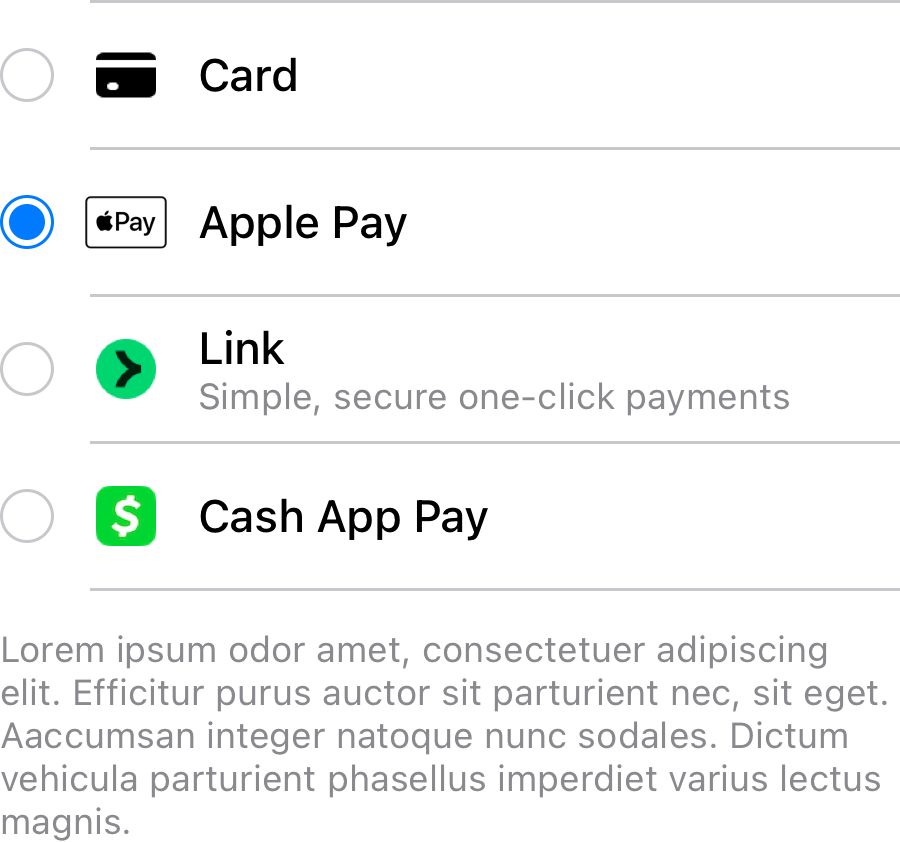 Card
Pay
Apple Pay
Link
Simple, secure one-click payments
$
Cash App Pay
Lorem ipsum odor amet, consectetuer adipiscing
elit. Efficitur purus auctor sit parturient nec, sit eget.
Aaccumsan integer natoque nunc sodales. Dictum
vehicula parturient phasellus imperdiet varius lectus
magnis.